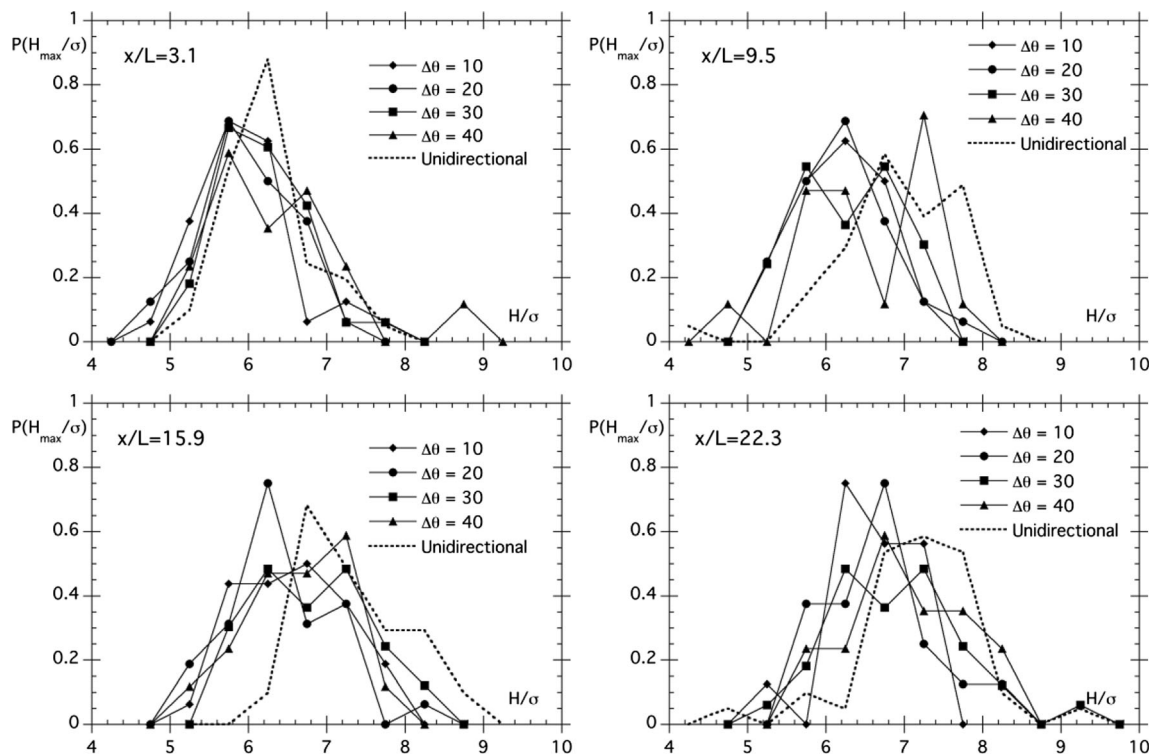 P(Hmax/σ)
x/L=3.1
Δθ = 10
Δθ = 20
Δθ = 30
Δθ = 40
Unidirectional
1
0.8
0.6
0.4
0.2
0
H/σ
4 5 6 7 8 9 10
P(Hmax/σ)
x/L=9.5
Δθ = 10
Δθ = 20
Δθ = 30
Δθ = 40
Unidirectional
1
0.8
0.6
0.4
0.2
0
H/σ
4 5 6 7 8 9 10
P(Hmax/σ)
x/L=15.9
Δθ = 10
Δθ = 20
Δθ = 30
Δθ = 40
Unidirectional
1
0.8
0.6
0.4
0.2
0
H/σ
4 5 6 7 8 9 10
P(Hmax/σ)
x/L=22.3
Δθ = 10
Δθ = 20
Δθ = 30
Δθ = 40
Unidirectional
1
0.8
0.6
0.4
0.2
0
H/σ
4 5 6 7 8 9 10